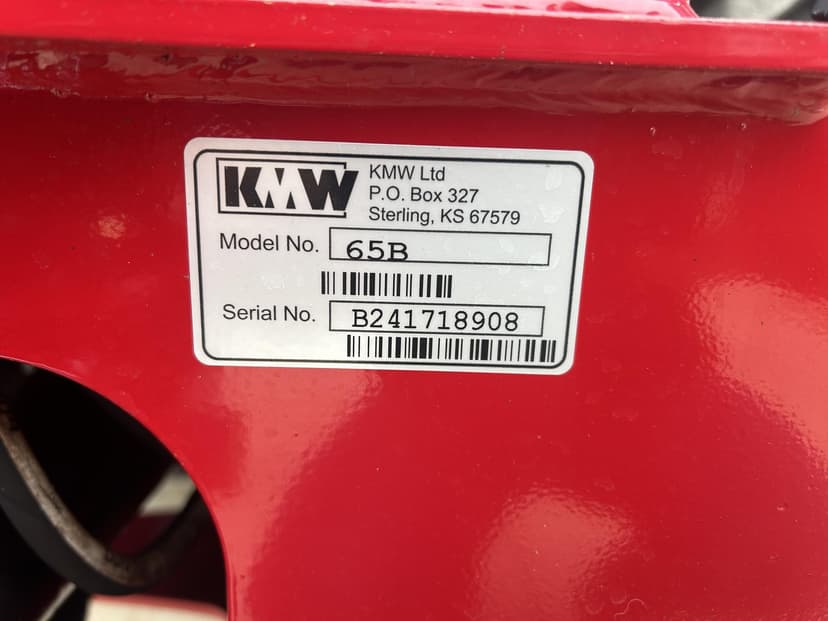 KMW
KMW Ltd
P.O. Box 327
Sterling, KS 67579
Model No. 65B
Serial No. B241718908